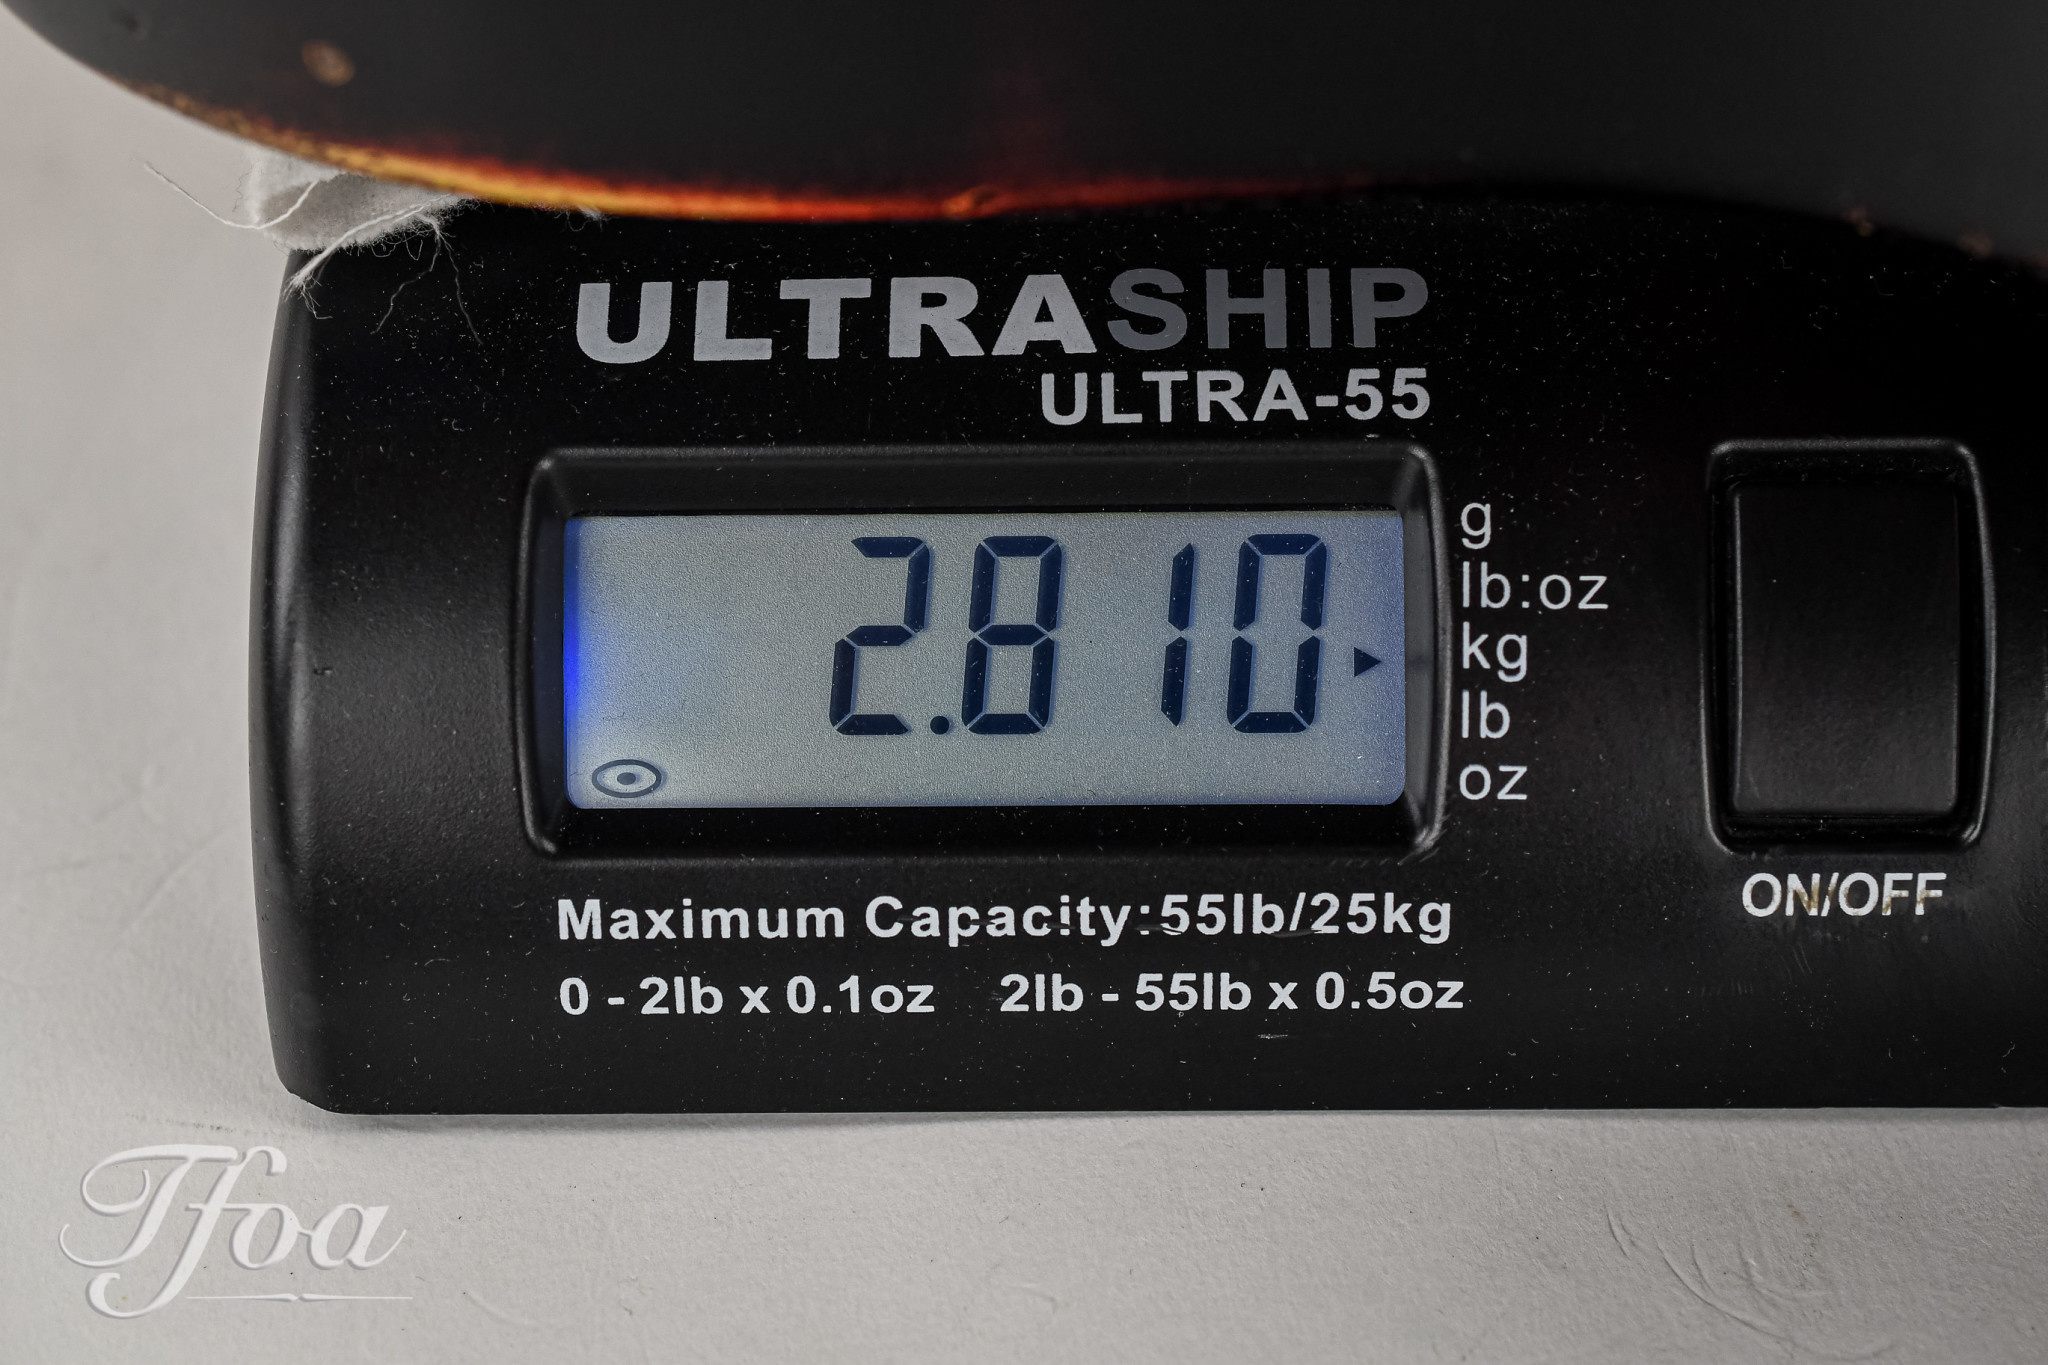 ULTRASHIP
ULTRA-55
2.810
g
lb:oz
kg
lb
oz
ON/OFF
Maximum Capacity:55lb/25kg
0 - 2lb x 0.1oz 2lb - 55lb x 0.5oz
Tfoa